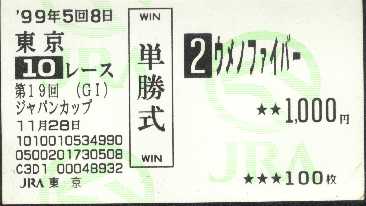 '99年5回8日
東京
10レース
第19回 (GI)
ジャパンカップ
11月28日
1010010534990
0500201730508
C3D1 00048932
JRA 東京
WIN
単勝式
WIN
2 ウメノファイバー
★★1,000円
★★★100枚
JRA